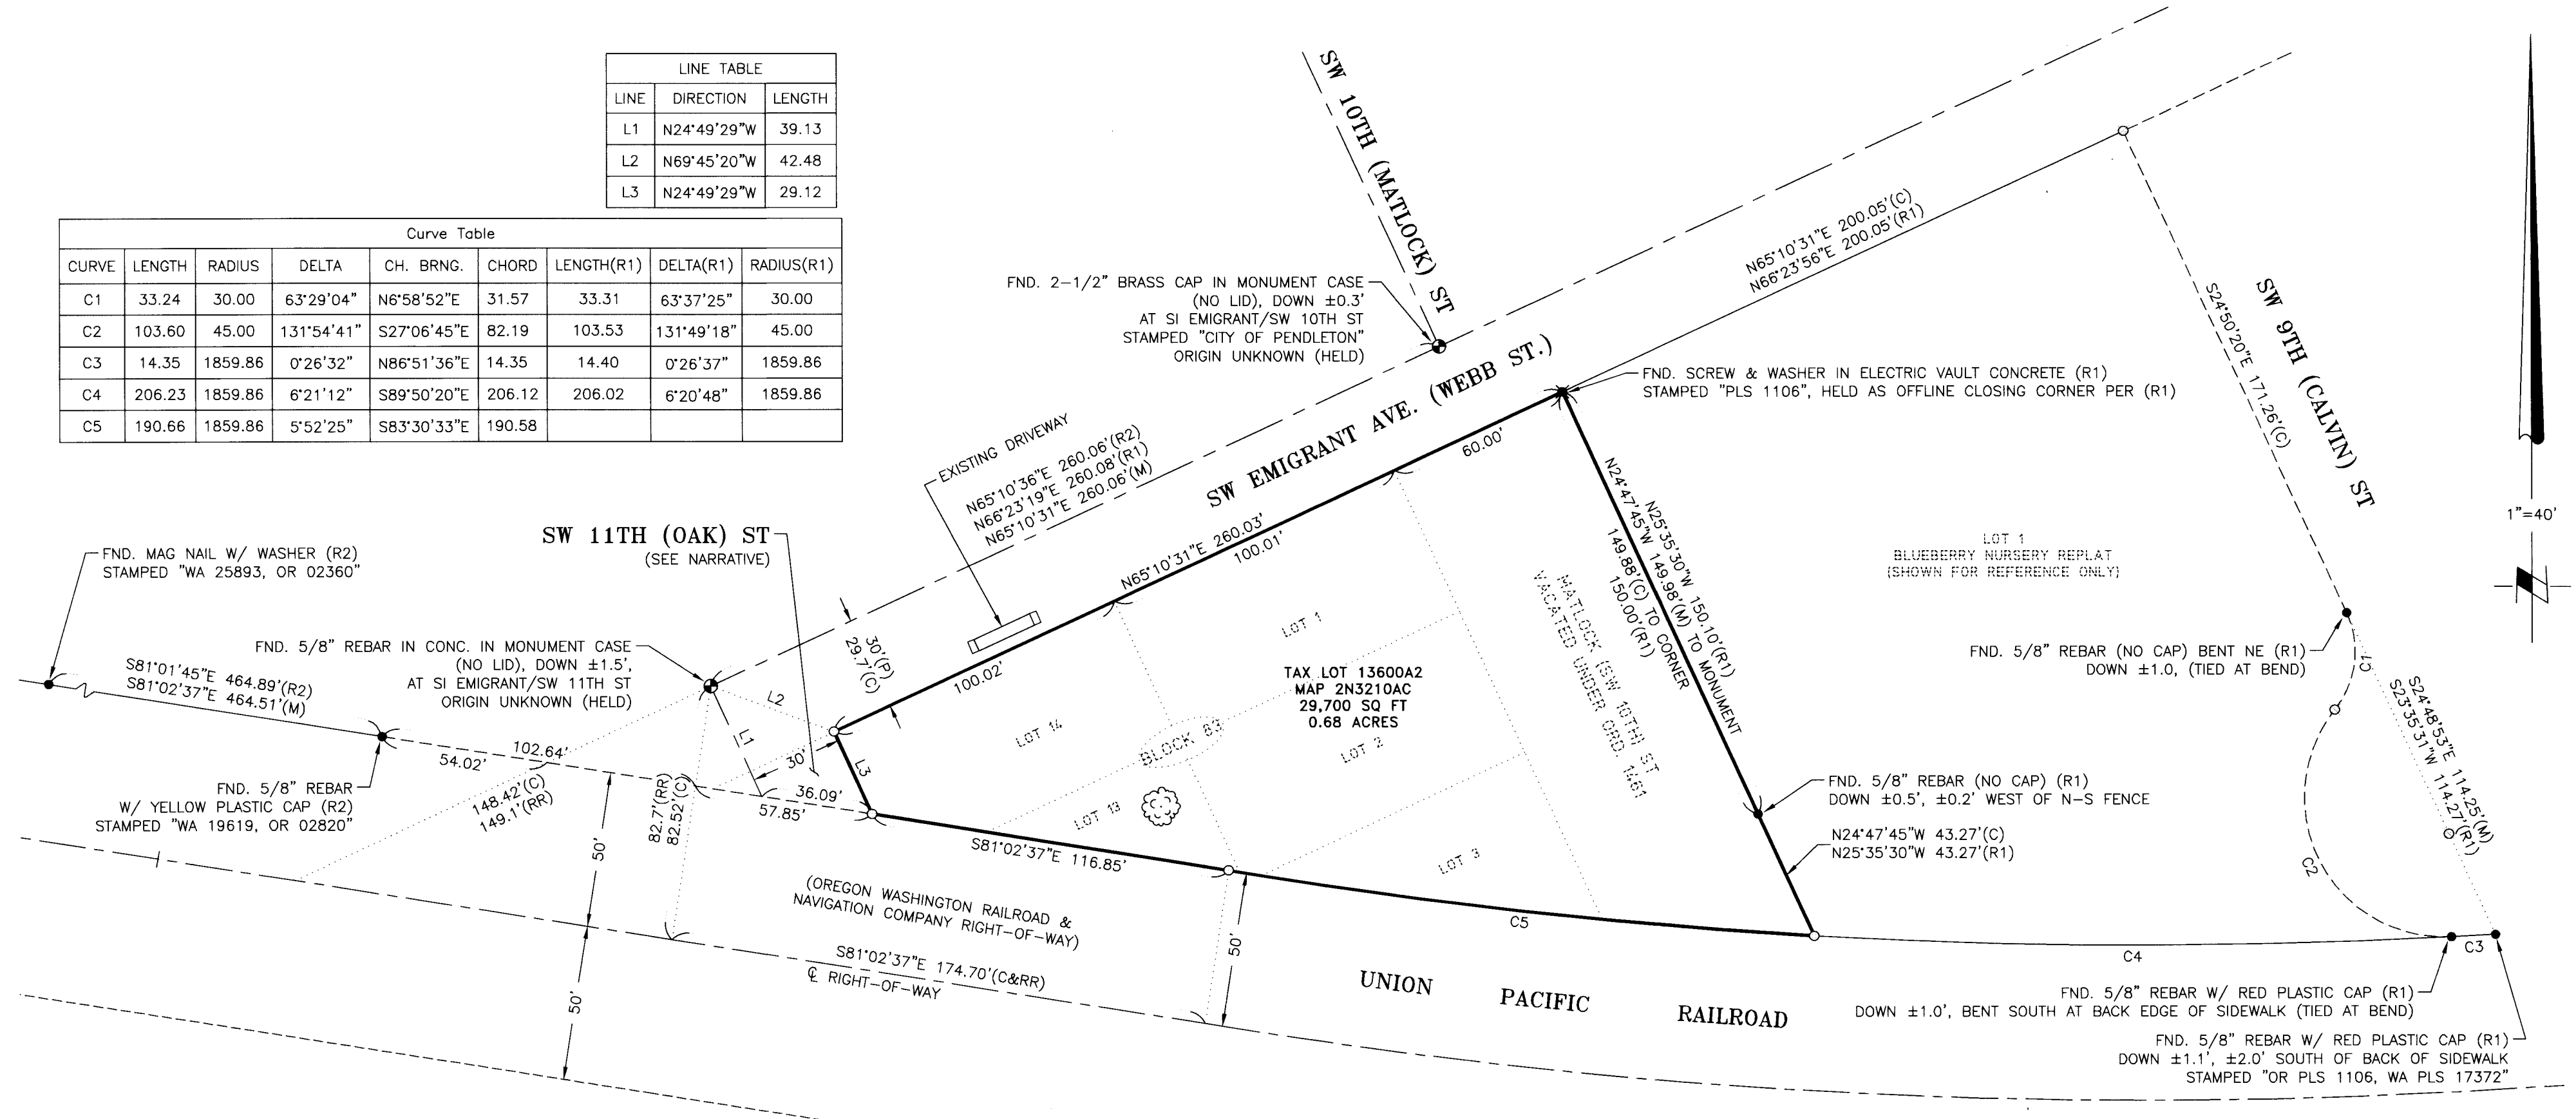 LINE TABLE
LINE DIRECTION LENGTH
L1 N24°49'29"W 39.13
L2 N69°45'20"W 42.48
L3 N24°49'29"W 29.12
Curve Table
CURVE LENGTH RADIUS DELTA CH. BRNG. CHORD LENGTH(R1) DELTA(R1) RADIUS(R1)
C1 33.24 30.00 63°29'04" N6°58'52"E 31.57 33.31 63°37'25" 30.00
C2 103.60 45.00 131°54'41" S27°06'45"E 82.19 103.53 131°49'18" 45.00
C3 14.35 1859.86 0°26'32" N86°51'36"E 14.35 14.40 0°26'37" 1859.86
C4 206.23 1859.86 6°21'12" S89°50'20"E 206.12 206.02 6°20'48" 1859.86
C5 190.66 1859.86 5°52'25" S83°30'33"E 190.58
SW 10TH (MATLOCK) ST
FND. 2-1/2" BRASS CAP IN MONUMENT CASE
(NO LID), DOWN ±0.3'
AT SI EMIGRANT/SW 10TH ST
STAMPED "CITY OF PENDLETON"
ORIGIN UNKNOWN (HELD)
N65°10'31"E 200.05'(C)
N66°23'56"E 200.05'(R1)
SW EMIGRANT AVE. (WEBB ST.)
FND. SCREW & WASHER IN ELECTRIC VAULT CONCRETE (R1)
STAMPED "PLS 1106", HELD AS OFFLINE CLOSING CORNER PER (R1)
S24°50'20"E 171.26'(C)
SW 9TH (CALVIN) ST
1"=40'
EXISTING DRIVEWAY
N65°10'36"E 260.06'(R2)
N66°23'19"E 260.08'(R1)
N65°10'31"E 260.06'(M)
60.00'
N65°10'31"E 260.03'
100.01'
100.02'
30'(P)
29.7'(C)
SW 11TH (OAK) ST
(SEE NARRATIVE)
FND. MAG NAIL W/ WASHER (R2)
STAMPED "WA 25893, OR 02360"
FND. 5/8" REBAR IN CONC. IN MONUMENT CASE
(NO LID), DOWN ±1.5',
AT SI EMIGRANT/SW 11TH ST
ORIGIN UNKNOWN (HELD)
S81°01'45"E 464.89'(R2)
S81°02'37"E 464.51'(M)
FND. 5/8" REBAR
W/ YELLOW PLASTIC CAP (R2)
STAMPED "WA 19619, OR 02820"
102.64'
54.02'
148.42'(C)
149.1'(RR)
82.7'(RR)
82.52'(C)
L1
L2
L3
30'
36.09'
57.85'
50'
50'
LOT 1
LOT 14
BLOCK 83
LOT 2
LOT 13
LOT 3
TAX LOT 13600A2
MAP 2N3210AC
29,700 SQ FT
0.68 ACRES
MATLOCK (SW 10TH) ST
VACATED UNDER ORD. 1461
N25°35'30"W 150.10'(R1)
N24°47'45"W 149.98'(M) TO MONUMENT
149.88'(C) TO CORNER
150.00'(R1)
LOT 1
BLUEBERRY NURSERY REPLAT
(SHOWN FOR REFERENCE ONLY)
FND. 5/8" REBAR (NO CAP) BENT NE (R1)
DOWN ±1.0, (TIED AT BEND)
C1
S24°48'53"E 114.25'(M)
S23°35'31"W 114.27'(R1)
C2
FND. 5/8" REBAR (NO CAP) (R1)
DOWN ±0.5', ±0.2' WEST OF N-S FENCE
N24°47'45"W 43.27'(C)
N25°35'30"W 43.27'(R1)
S81°02'37"E 116.85'
(OREGON WASHINGTON RAILROAD &
NAVIGATION COMPANY RIGHT-OF-WAY)
S81°02'37"E 174.70'(C&RR)
℄ RIGHT-OF-WAY
50'
C5
C4
C3
UNION PACIFIC RAILROAD
FND. 5/8" REBAR W/ RED PLASTIC CAP (R1)
DOWN ±1.0', BENT SOUTH AT BACK EDGE OF SIDEWALK (TIED AT BEND)
FND. 5/8" REBAR W/ RED PLASTIC CAP (R1)
DOWN ±1.1', ±2.0' SOUTH OF BACK OF SIDEWALK
STAMPED "OR PLS 1106, WA PLS 17372"